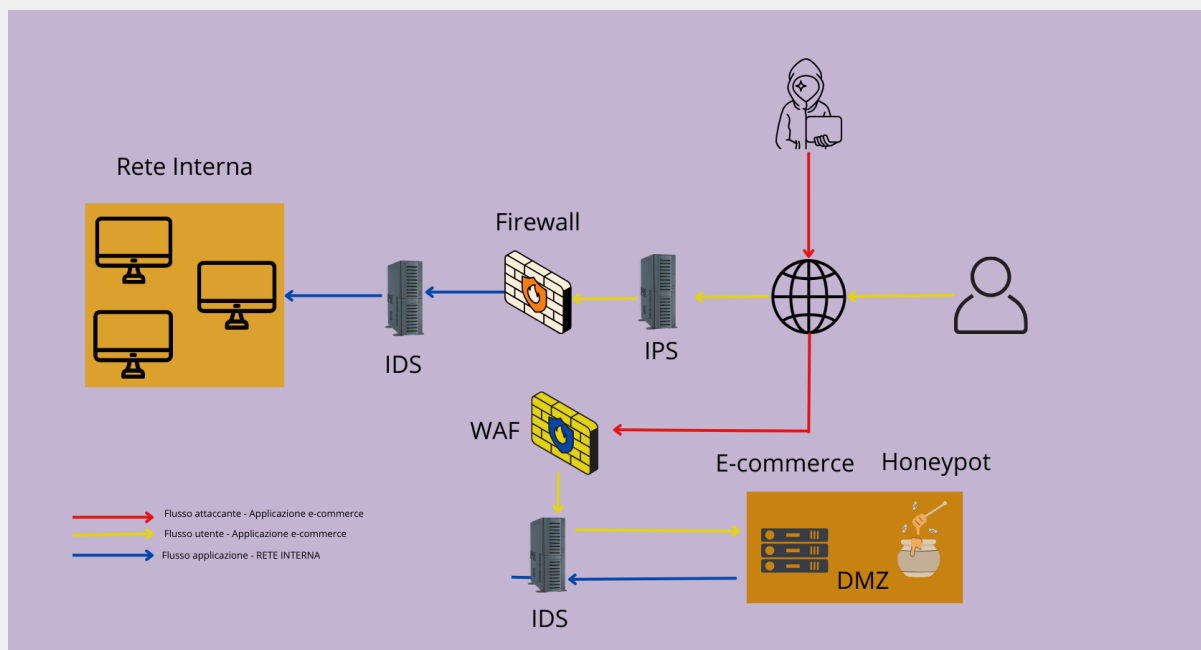 Rete Interna
Firewall
IDS
IPS
WAF
E-commerce
Honeypot
Flusso attaccante - Applicazione e-commerce
Flusso utente - Applicazione e-commerce
Flusso applicazione - RETE INTERNA
DMZ
IDS